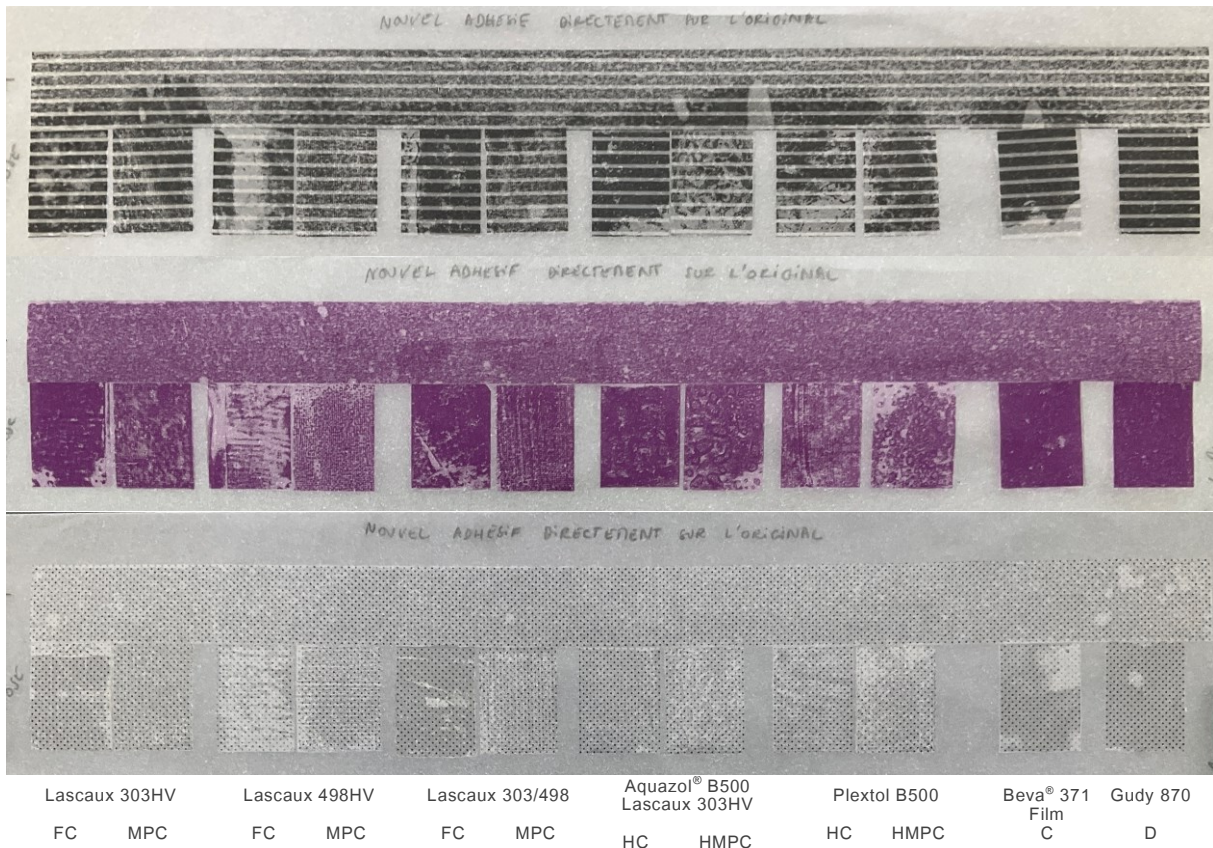 NOUVEL ADHESIF DIRECTEMENT SUR L'ORIGINAL
NOUVEL ADHESIF DIRECTEMENT SUR L'ORIGINAL
NOUVEL ADHESIF DIRECTEMENT SUR L'ORIGINAL
Lascaux 303HV Lascaux 498HV Lascaux 303/498 Aquazol® B500 Plextol B500 Beva® 371 Gudy 870
Lascaux 303HV Film
FC MPC FC MPC FC MPC HC HMPC HC HMPC C D